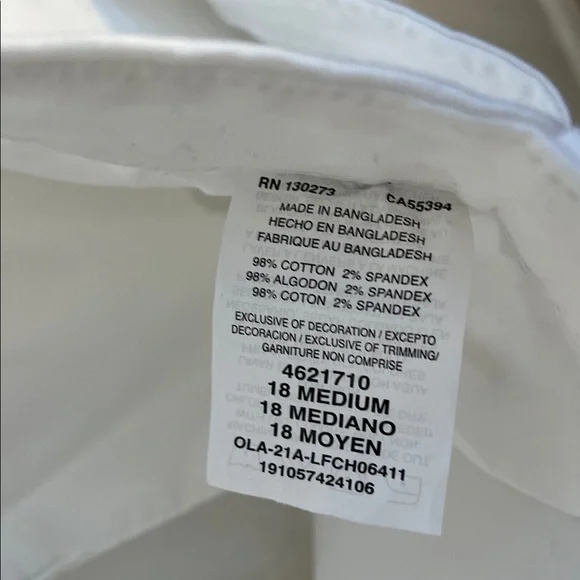 RN 130273 CA55394
MADE IN BANGLADESH
HECHO EN BANGLADESH
FABRIQUE AU BANGLADESH
98% COTTON 2% SPANDEX
98% ALGODON 2% SPANDEX
98% COTON 2% SPANDEX
EXCLUSIVE OF DECORATION / EXCEPTO
DECORACION / EXCLUSIVE OF TRIMMING/
GARNITURE NON COMPRISE
4621710
18 MEDIUM
18 MEDIANO
18 MOYEN
OLA-21A-LFCH06411
191057424106